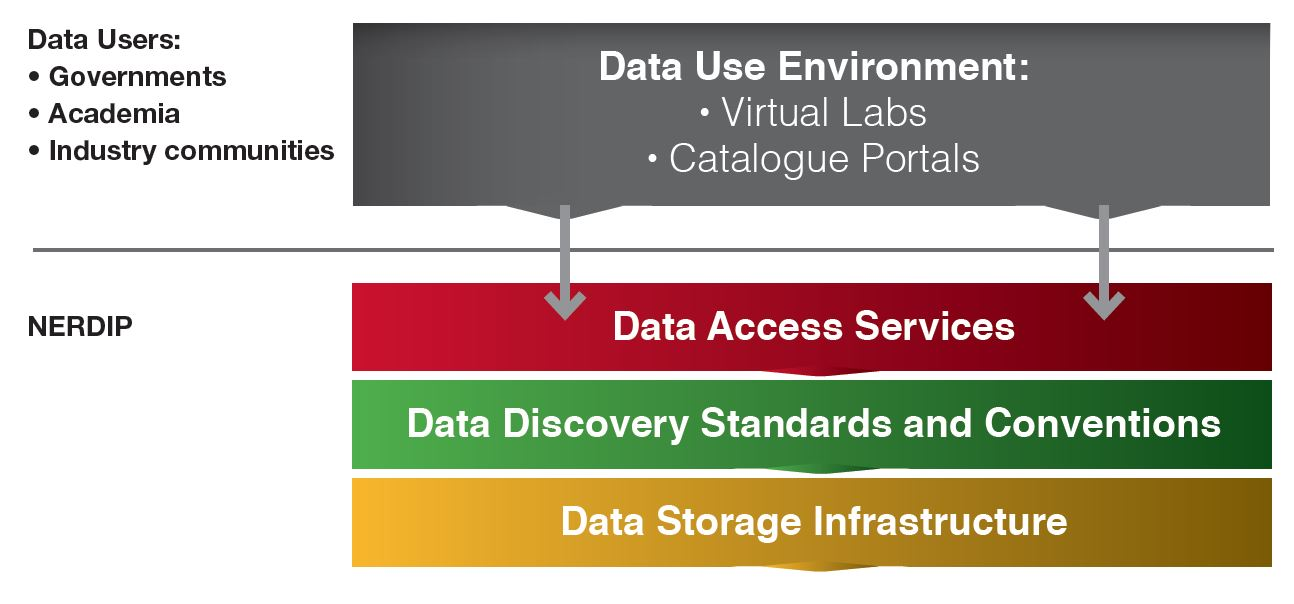 Data Users:
• Governments
• Academia
• Industry communities
Data Use Environment:
• Virtual Labs
• Catalogue Portals
NERDIP
Data Access Services
Data Discovery Standards and Conventions
Data Storage Infrastructure